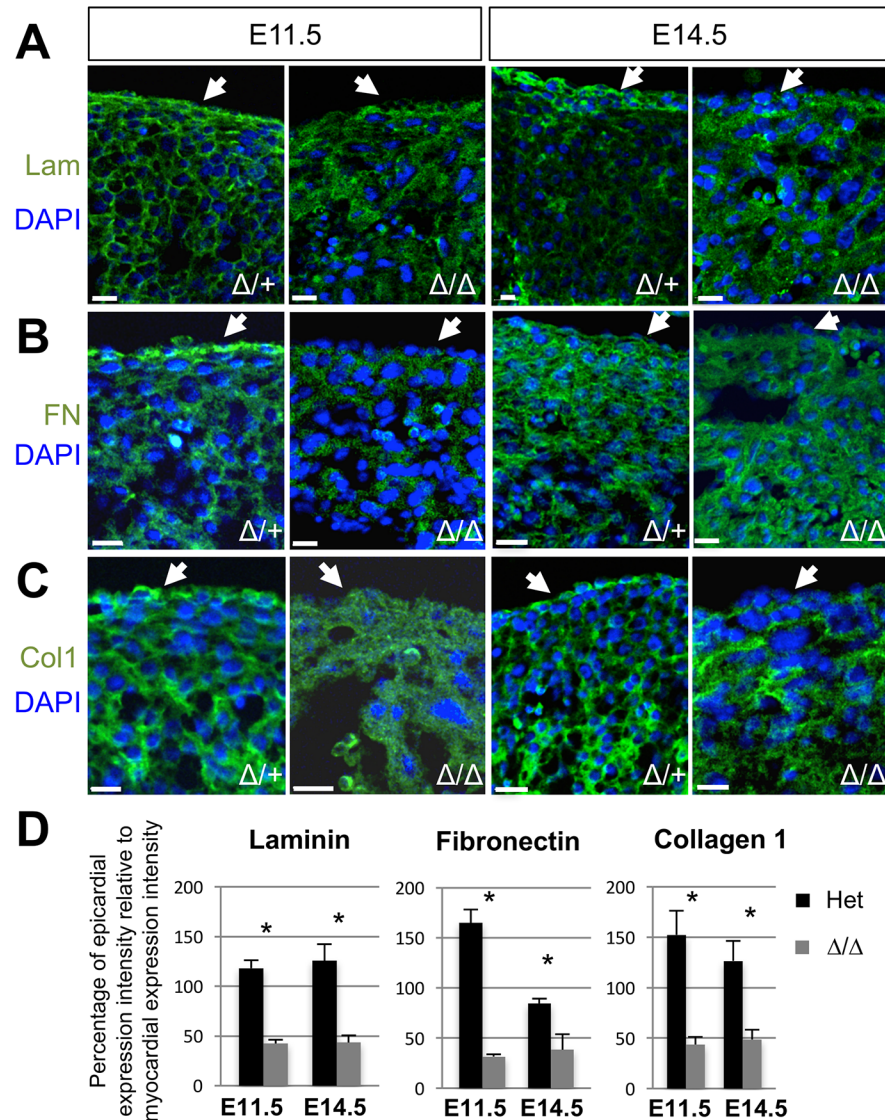 A
E11.5
E14.5
Lam
DAPI
Δ/+
Δ/Δ
Δ/+
Δ/Δ
B
FN
DAPI
Δ/+
Δ/Δ
Δ/+
Δ/Δ
C
Col1
DAPI
Δ/+
Δ/Δ
Δ/+
Δ/Δ
D
Percentage of epicardial
expression intensity relative to
myocardial expression intensity
Laminin
200
150
100
50
0
* *
E11.5 E14.5
Fibronectin
200
150
100
50
0
* *
E11.5 E14.5
Collagen 1
200
150
100
50
0
* *
E11.5 E14.5
Het
Δ/Δ